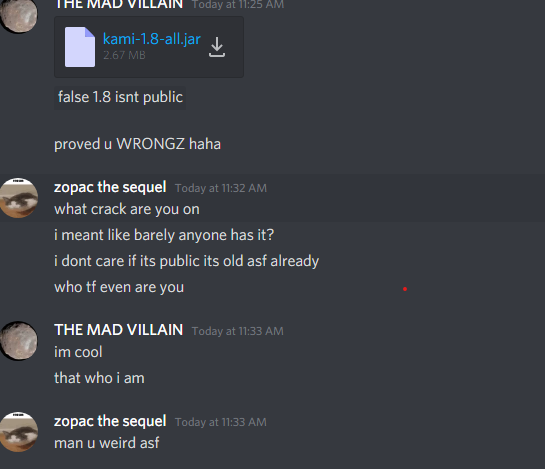 THE MAD VILLAIN Today at 11:25 AM
kami-1.8-all.jar
2.67 MB
false 1.8 isnt public
proved u WRONGZ haha
zopac the sequel Today at 11:32 AM
what crack are you on
i meant like barely anyone has it?
i dont care if its public its old asf already
who tf even are you
THE MAD VILLAIN Today at 11:33 AM
im cool
that who i am
zopac the sequel Today at 11:33 AM
man u weird asf